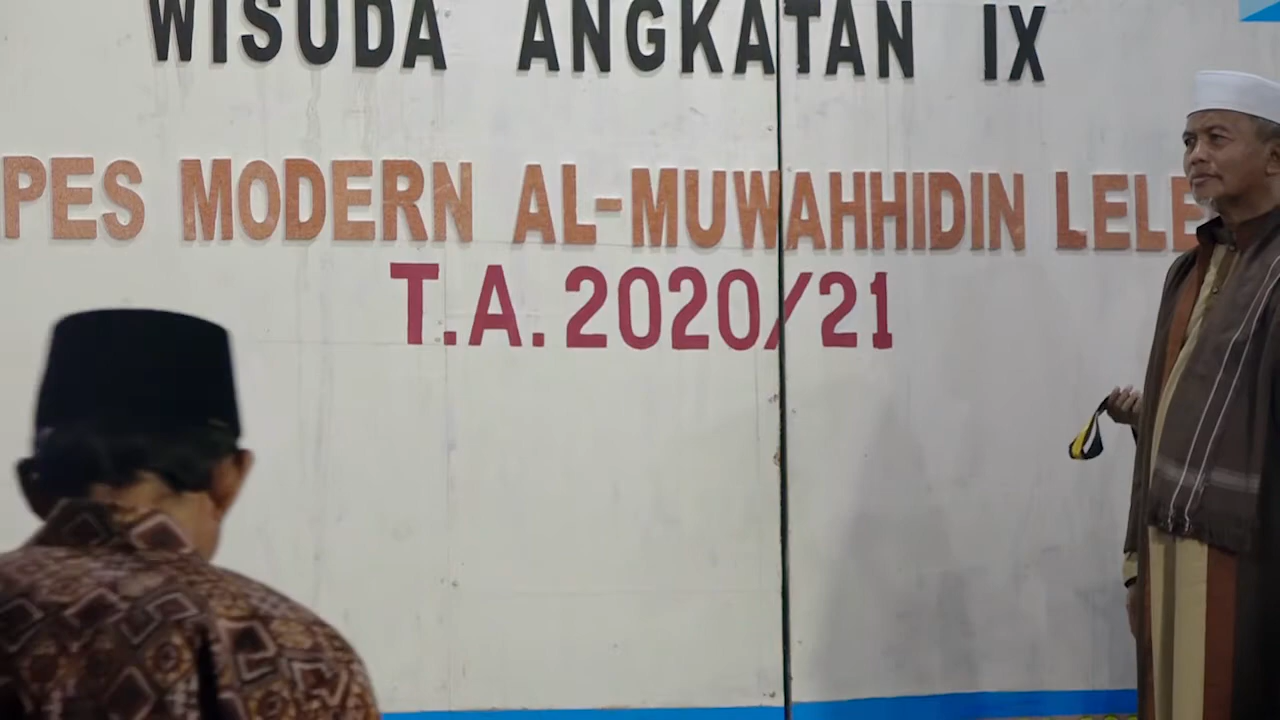 WISUDA ANGKATAN IX
PES MODERN AL-MUWAHHIDIN LELE
T.A.2020/21